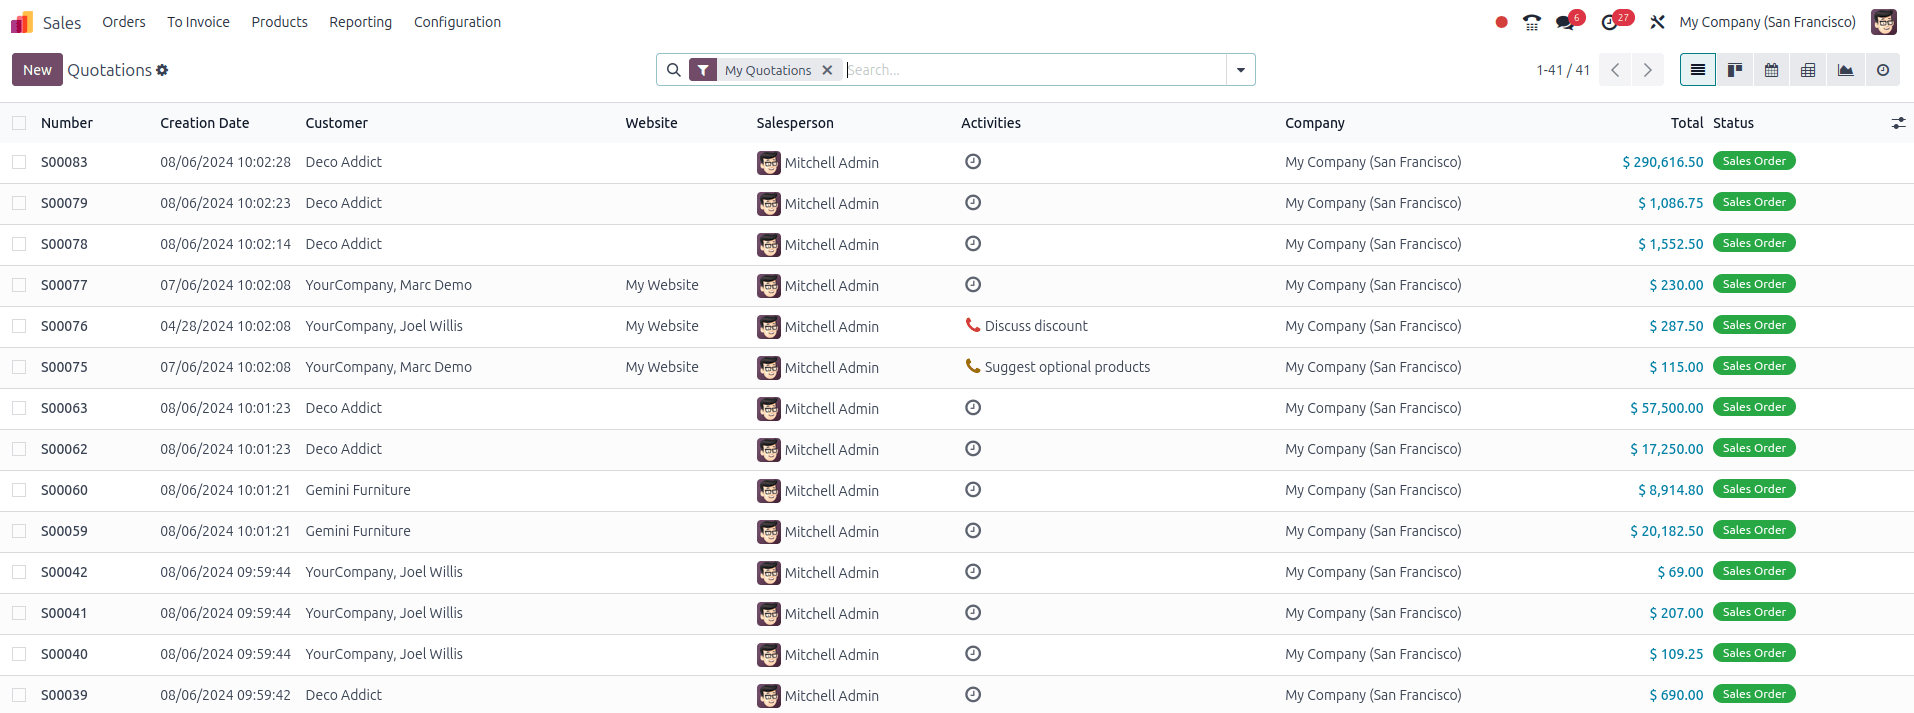 Sales Orders To Invoice Products Reporting Configuration 6 27 My Company (San Francisco)
New Quotations My Quotations Search... 1-41 / 41
Number Creation Date Customer Website Salesperson Activities Company Total Status
S00083 08/06/2024 10:02:28 Deco Addict Mitchell Admin My Company (San Francisco) $ 290,616.50 Sales Order
S00079 08/06/2024 10:02:23 Deco Addict Mitchell Admin My Company (San Francisco) $ 1,086.75 Sales Order
S00078 08/06/2024 10:02:14 Deco Addict Mitchell Admin My Company (San Francisco) $ 1,552.50 Sales Order
S00077 07/06/2024 10:02:08 YourCompany, Marc Demo My Website Mitchell Admin My Company (San Francisco) $ 230.00 Sales Order
S00076 04/28/2024 10:02:08 YourCompany, Joel Willis My Website Mitchell Admin Discuss discount My Company (San Francisco) $ 287.50 Sales Order
S00075 07/06/2024 10:02:08 YourCompany, Marc Demo My Website Mitchell Admin Suggest optional products My Company (San Francisco) $ 115.00 Sales Order
S00063 08/06/2024 10:01:23 Deco Addict Mitchell Admin My Company (San Francisco) $ 57,500.00 Sales Order
S00062 08/06/2024 10:01:23 Deco Addict Mitchell Admin My Company (San Francisco) $ 17,250.00 Sales Order
S00060 08/06/2024 10:01:21 Gemini Furniture Mitchell Admin My Company (San Francisco) $ 8,914.80 Sales Order
S00059 08/06/2024 10:01:21 Gemini Furniture Mitchell Admin My Company (San Francisco) $ 20,182.50 Sales Order
S00042 08/06/2024 09:59:44 YourCompany, Joel Willis Mitchell Admin My Company (San Francisco) $ 69.00 Sales Order
S00041 08/06/2024 09:59:44 YourCompany, Joel Willis Mitchell Admin My Company (San Francisco) $ 207.00 Sales Order
S00040 08/06/2024 09:59:44 YourCompany, Joel Willis Mitchell Admin My Company (San Francisco) $ 109.25 Sales Order
S00039 08/06/2024 09:59:42 Deco Addict Mitchell Admin My Company (San Francisco) $ 690.00 Sales Order